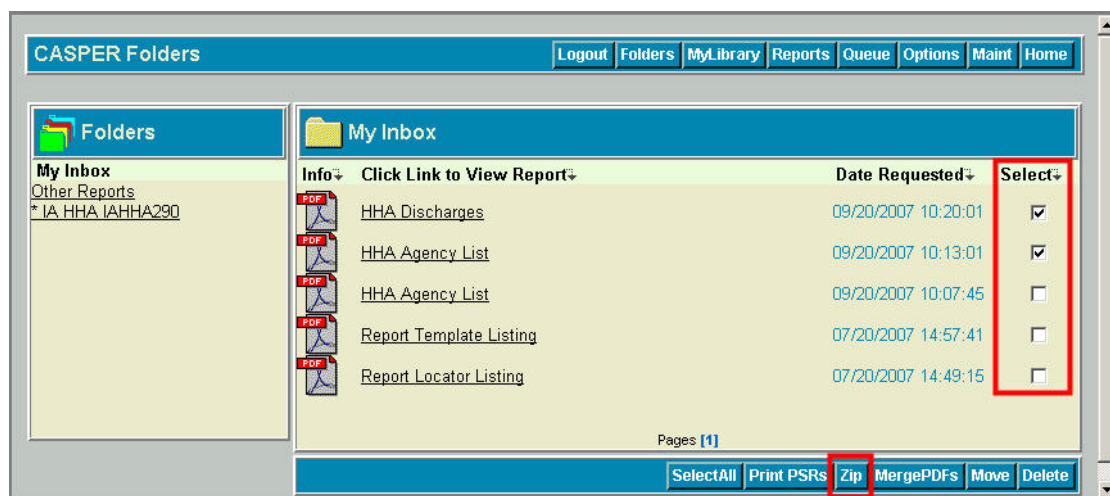 CASPER Folders
Logout Folders MyLibrary Reports Queue Options Maint Home
Folders
My Inbox
Other Reports
* IA HHA IAHHA290
My Inbox
Info Click Link to View Report Date Requested Select
PDF HHA Discharges 09/20/2007 10:20:01
PDF HHA Agency List 09/20/2007 10:13:01
PDF HHA Agency List 09/20/2007 10:07:45
PDF Report Template Listing 07/20/2007 14:57:41
PDF Report Locator Listing 07/20/2007 14:49:15
Pages [1]
SelectAll Print PSRs Zip MergePDFs Move Delete